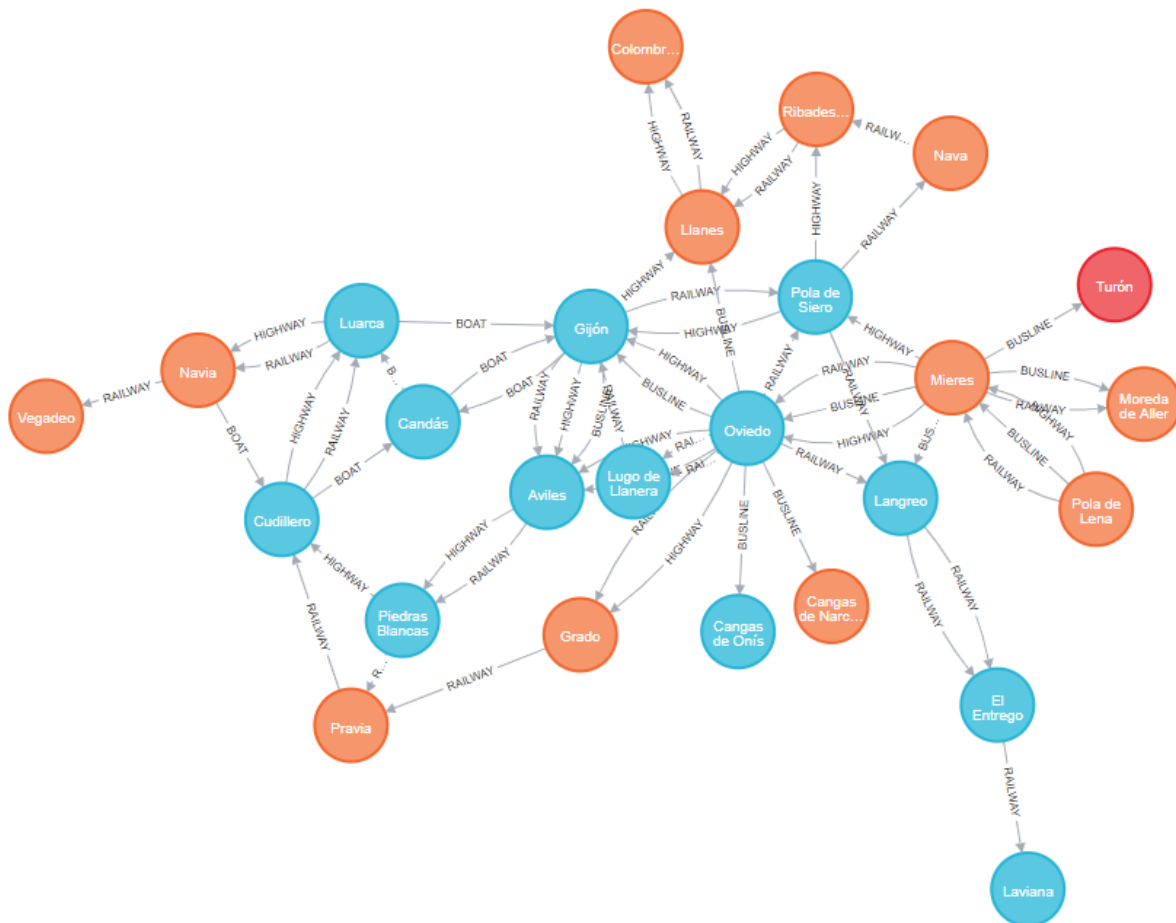 Colombr...
Ribades...
RAILW...
Nava
HIGHWAY
RAILWAY
HIGHWAY
RAILWAY
HIGHWAY
RAILWAY
Llanes
HIGHWAY
BUSLINE
Pola de
Siero
Turón
BUSLINE
RAILWAY
HIGHWAY
Gijón
Luarca
BOAT
HIGHWAY
RAILWAY
Navia
RAILWAY
Vegadeo
BOAT
HIGHWAY
RAILWAY
B...
Candás
BOAT
BOAT
BOAT
HIGHWAY
BUSLINE
RAILWAY
HIGHWAY
RAILWAY
BUSLINE
HIGHWAY
RAILWAY
Mieres
BUSLINE
RAILWAY
Moreda
de Aller
HIGHWAY
BUSLINE
RAILWAY
Pola de
Lena
BUS...
Oviedo
RAILWAY
Langreo
RAILWAY
HIGHWAY
BUSLINE
RAILWAY
HIGHWAY
RAI...
RAI...
Lugo de
Llanera
Aviles
Cudillero
HIGHWAY
RAILWAY
HIGHWAY
HIGHWAY
BUSLINE
BUSLINE
Piedras
Blancas
R...
RAILWAY
Pravia
RAILWAY
Grado
Cangas
de Onís
Cangas
de Narc...
RAILWAY
RAILWAY
El
Entrego
RAILWAY
Laviana